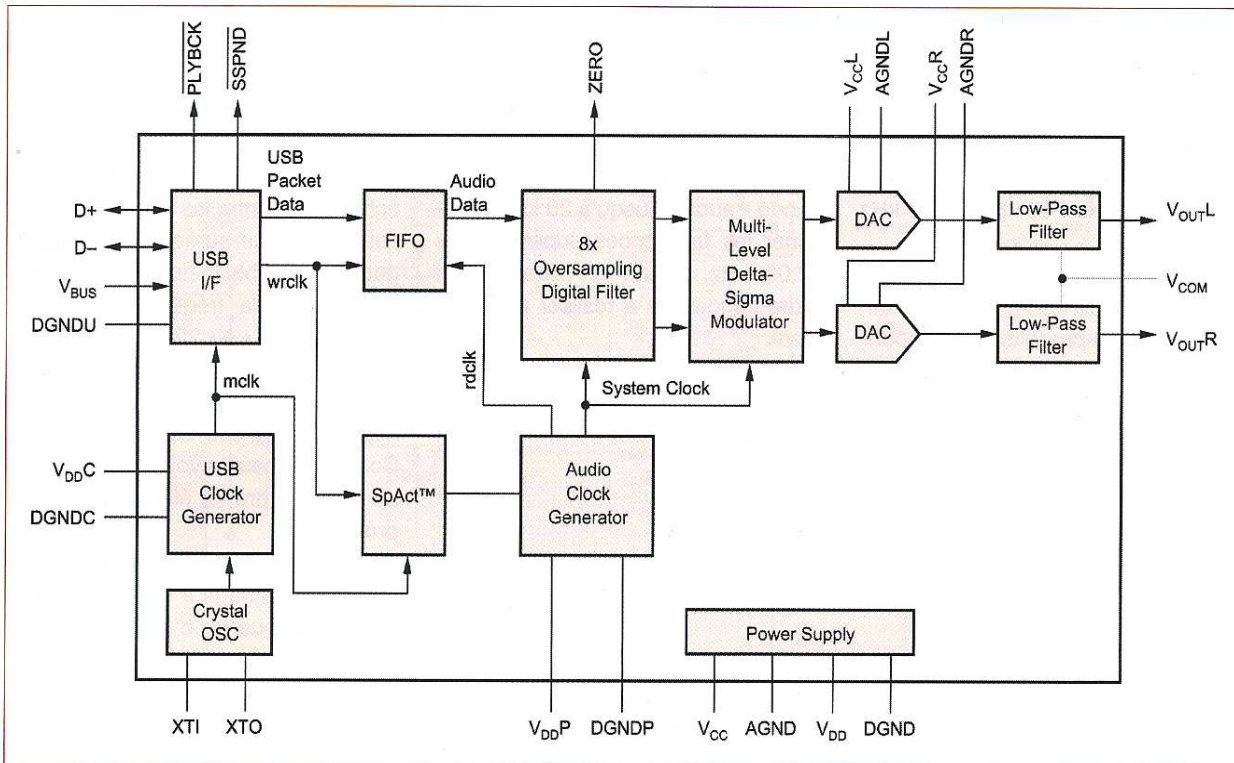 PLYBCK
SSPND
ZERO
VCCL
AGNDL
VCCR
AGNDR
D+
D–
VBUS
DGNDU
USB
I/F
USB
Packet
Data
wrclk
FIFO
Audio
Data
8x
Oversampling
Digital Filter
Multi-
Level
Delta-
Sigma
Modulator
DAC
DAC
Low-Pass
Filter
Low-Pass
Filter
VOUTL
VCOM
VOUTR
mclk
rdclk
System Clock
VDDC
DGNDC
USB
Clock
Generator
SpAct™
Audio
Clock
Generator
Crystal
OSC
Power Supply
XTI
XTO
VDDP
DGNDP
VCC
AGND
VDD
DGND